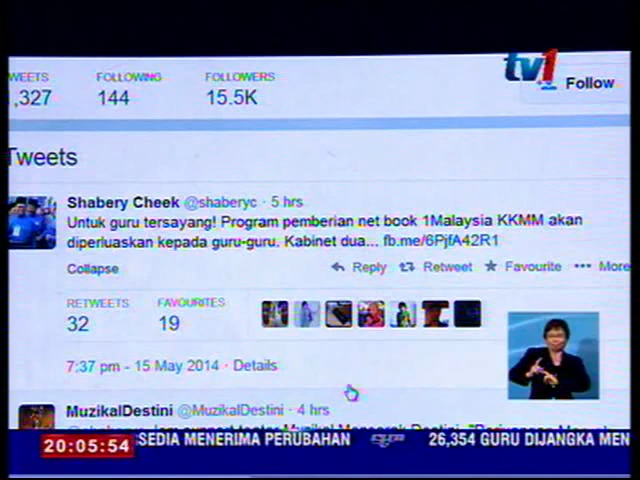 tv1
WEETS FOLLOWING FOLLOWERS
,327 144 15.5K
Follow
Tweets
Shabery Cheek @shaberyc · 5 hrs
Untuk guru tersayang! Program pemberian net book 1Malaysia KKMM akan
diperluaskan kepada guru-guru. Kabinet dua... fb.me/6PjfA42R1
Collapse Reply Retweet Favourite More
RETWEETS FAVOURITES
32 19
7:37 pm - 15 May 2014 · Details
MuzikalDestini @MuzikalDestini · 4 hrs
20:05:54 SEDIA MENERIMA PERUBAHAN 26,354 GURU DIJANGKA MEN